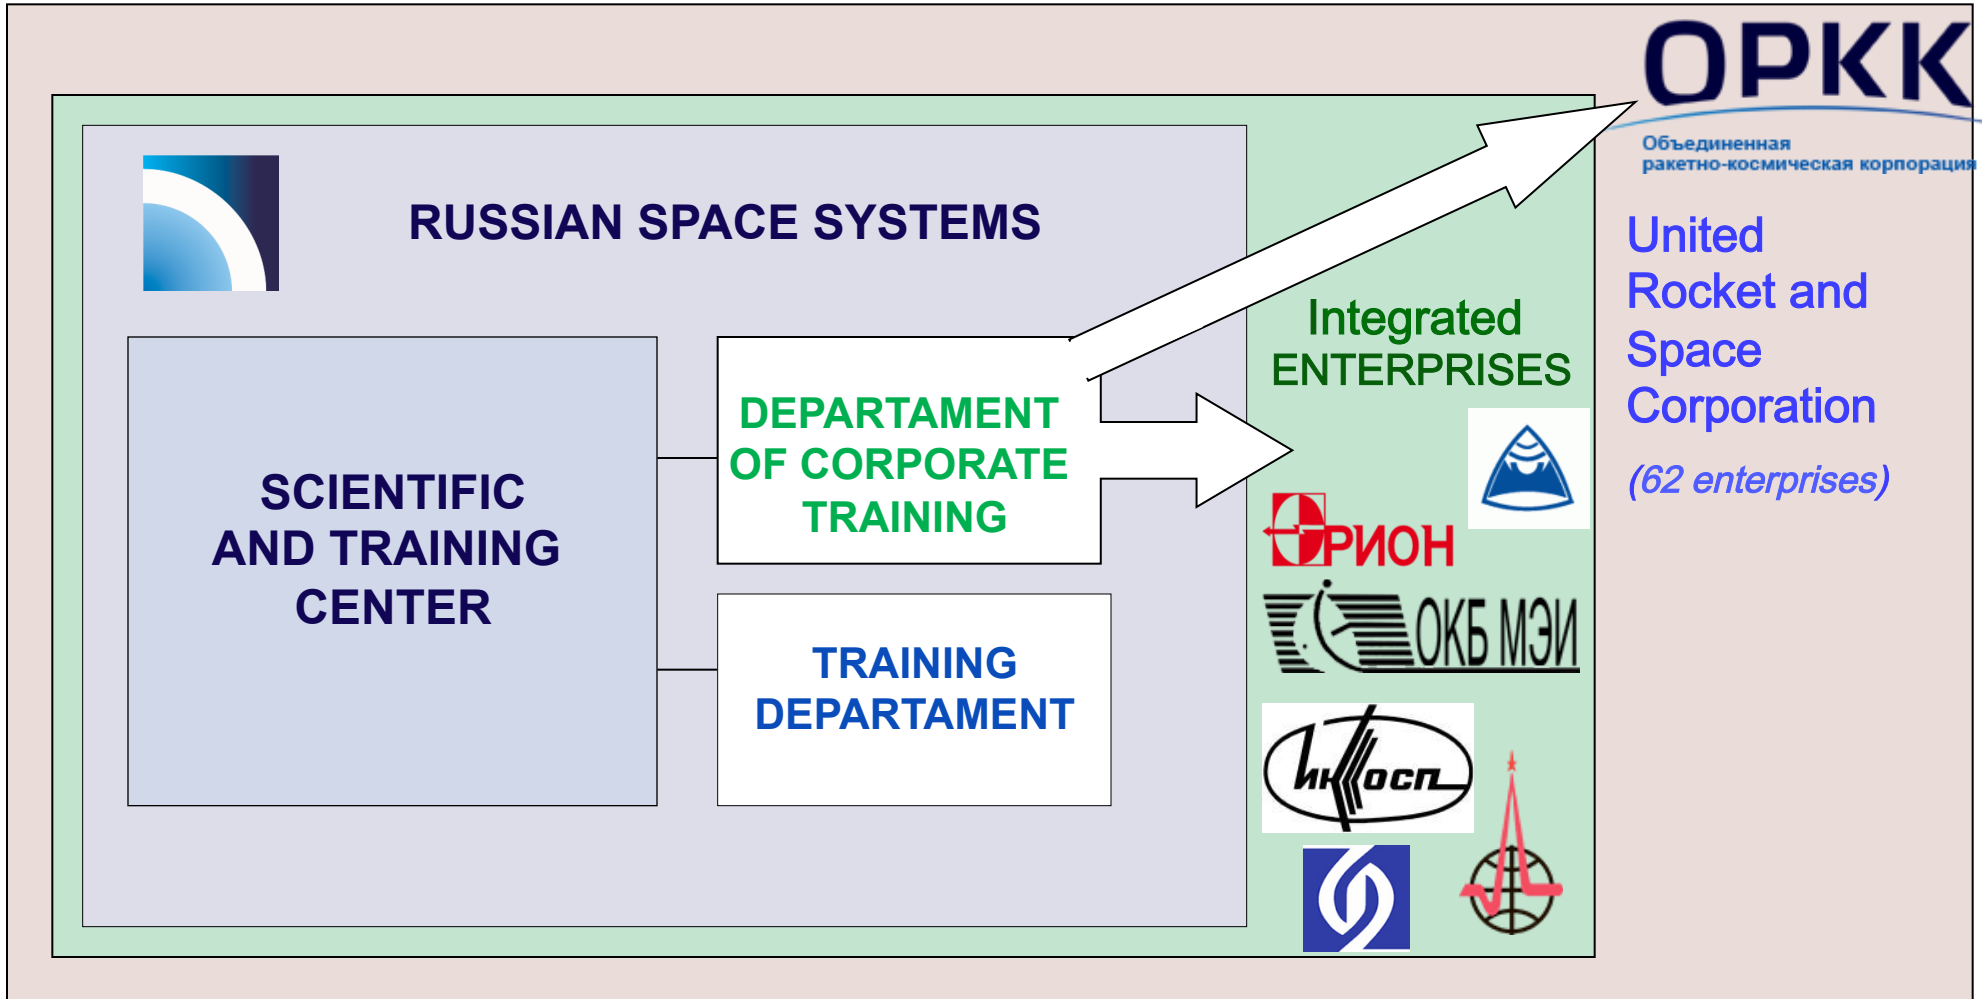 ОРКК
Объединенная
ракетно-космическая корпорация
RUSSIAN SPACE SYSTEMS
United
Rocket and
Space
Corporation
(62 enterprises)
Integrated
ENTERPRISES
SCIENTIFIC
AND TRAINING
CENTER
DEPARTAMENT
OF CORPORATE
TRAINING
TRAINING
DEPARTAMENT
ОРИОН
ОКБ МЭИ
Инкосп